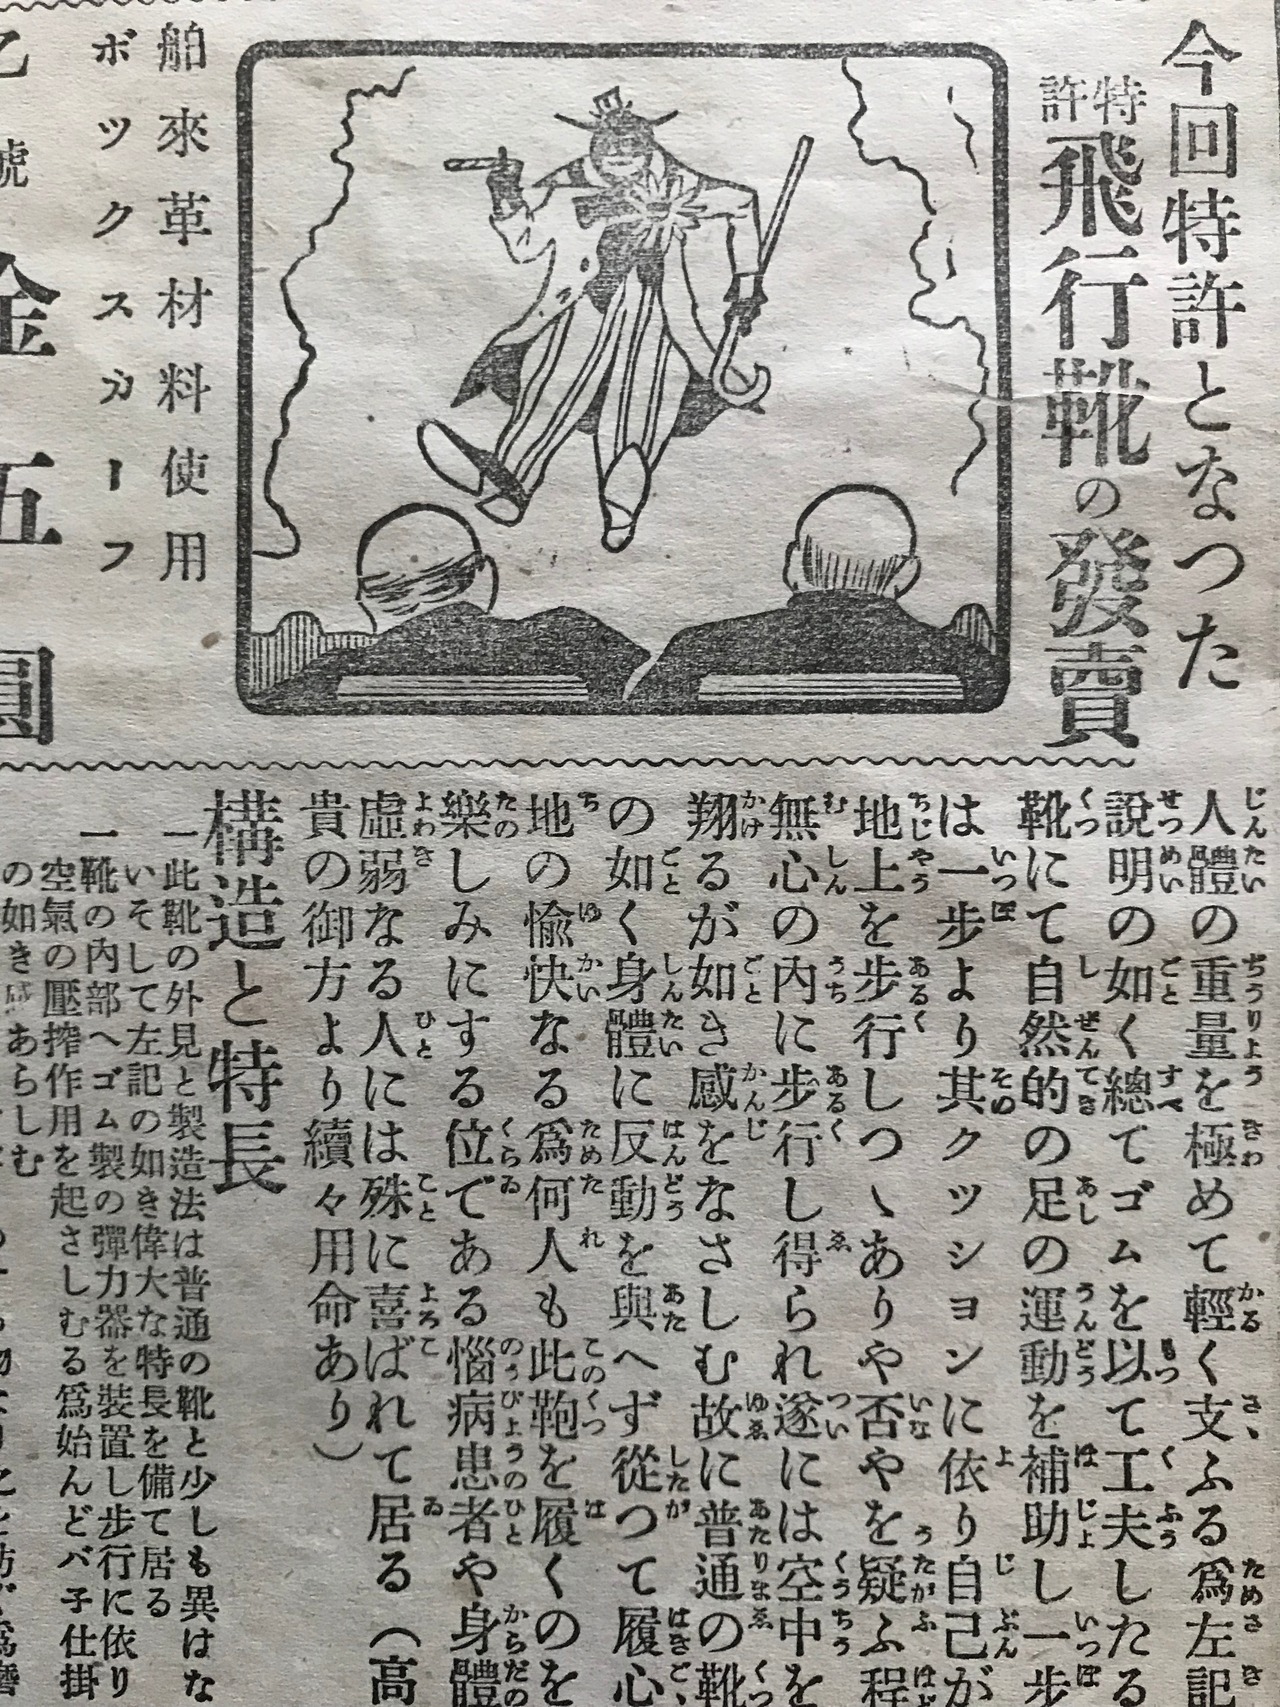 今回特許となつた
特許飛行靴の發賣
舶來革材料使用
ボックスカーフ
號金五圓
人體の重量を極めて輕く支ふる爲左記
說明の如く總てゴムを以て工夫したる
靴にて自然的の足の運動を補助し一步
は一步より其クツシヨンに依り自己が
地上を步行しつゝありや否やを疑ふ程
無心の內に步行し得られ遂には空中を
翔るが如き感をなさしむ故に普通の靴
の如く身體に反動を與へず從つて履心
地の愉快なる爲何人も此鞄を履くのを
樂しみにする位である惱病患者や身體
虛弱なる人には殊に喜ばれて居る（高
貴の御方より續々用命あり）
構造と特長
一此靴の外見と製造法は普通の靴と少しも異はな
いそして左記の如き偉大な特長を備て居る
一靴の內部へゴム製の彈力器を裝置し步行に依り
空氣の壓搾作用を起さしむる爲始んどバ子仕掛
の如き感あらしむ